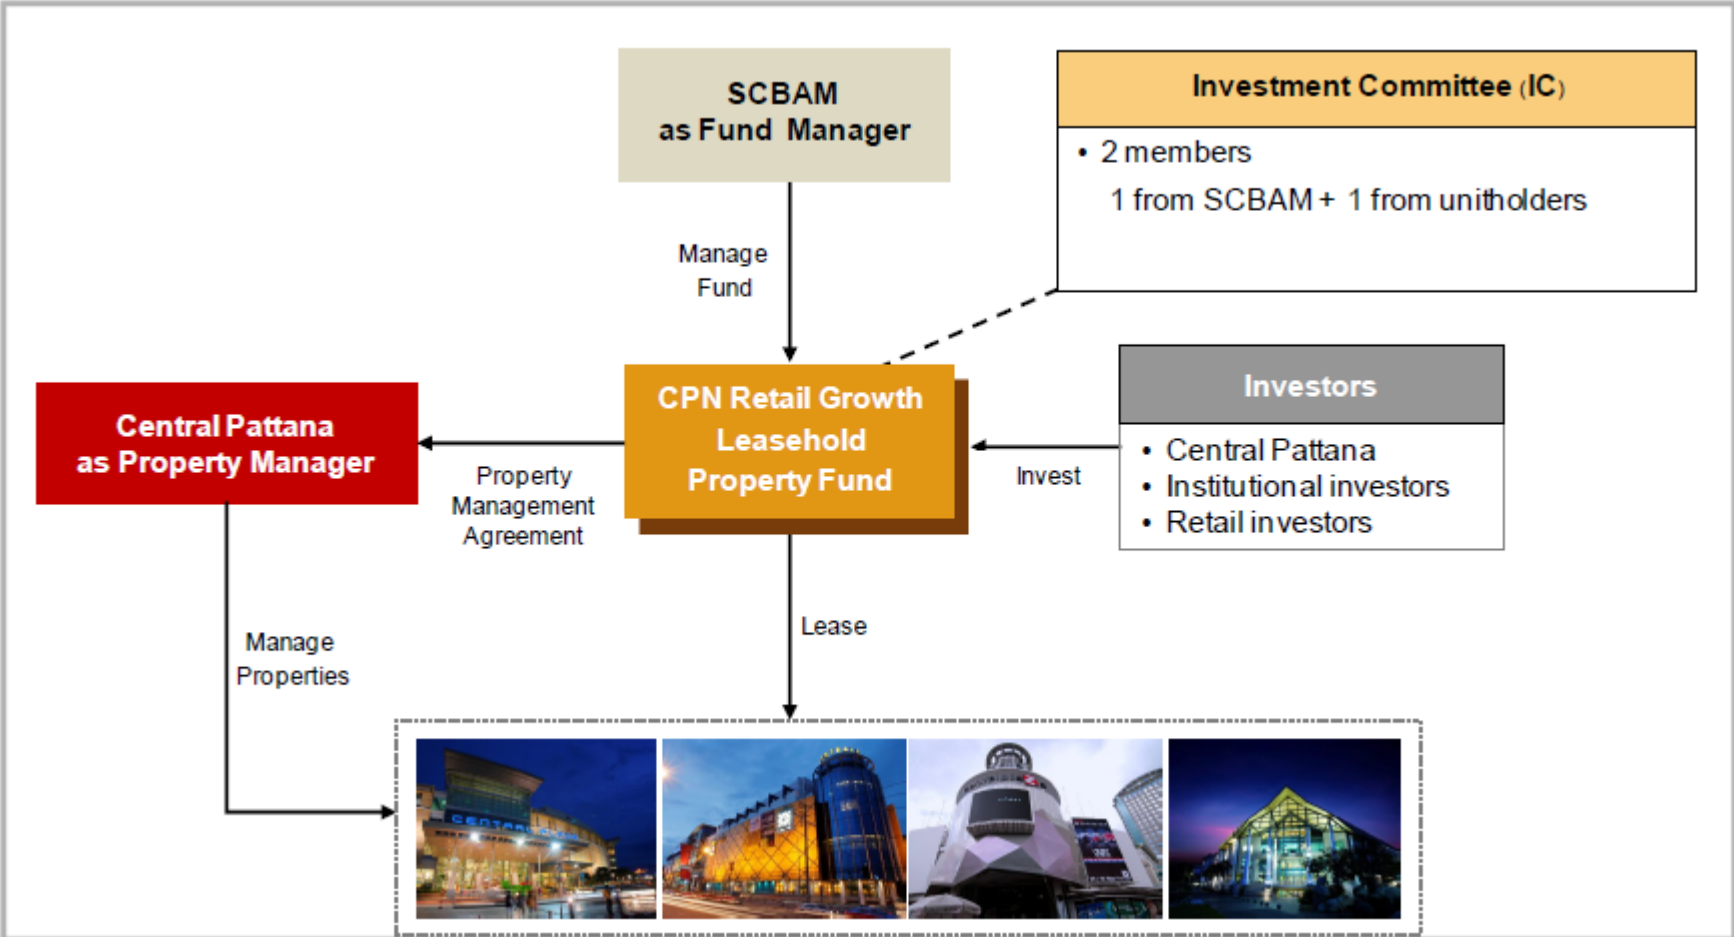 SCBAM
as Fund Manager
Investment Committee (IC)
• 2 members
1 from SCBAM + 1 from unitholders
Manage
Fund
CPN Retail Growth
Leasehold
Property Fund
Central Pattana
as Property Manager
Property
Management
Agreement
Invest
Investors
• Central Pattana
• Institutional investors
• Retail investors
Lease
Manage
Properties